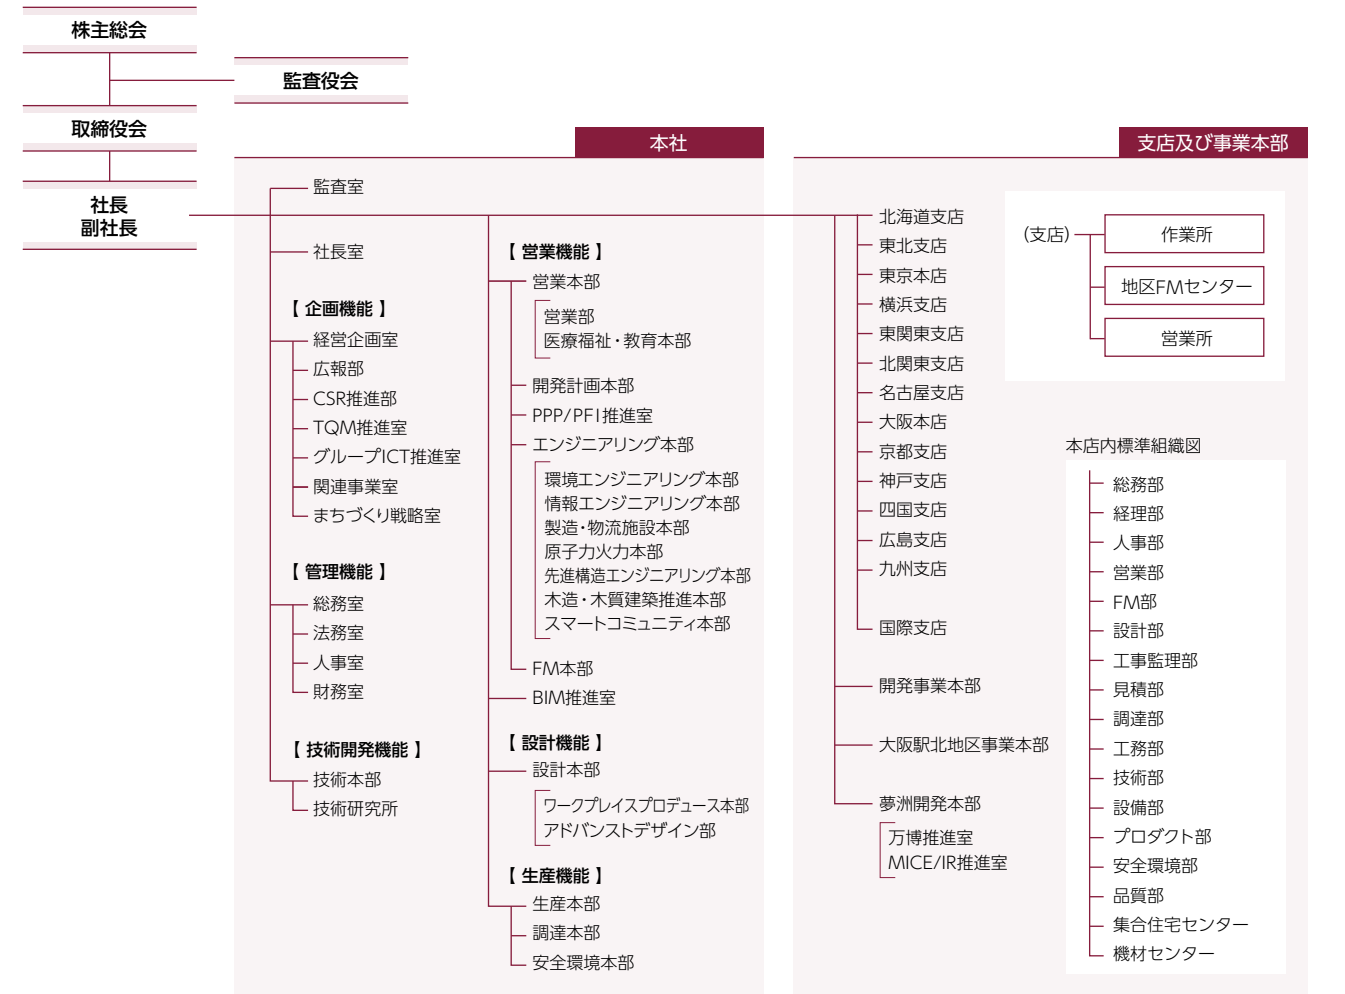 株主総会
監査役会
取締役会
社長
副社長
本社
監査室
社長室
【 企画機能 】
経営企画室
広報部
CSR推進部
TQM推進室
グループICT推進室
関連事業室
まちづくり戦略室
【 管理機能 】
総務室
法務室
人事室
財務室
【 技術開発機能 】
技術本部
技術研究所
【 営業機能 】
営業本部
営業部
医療福祉・教育本部
開発計画本部
PPP/PFI推進室
エンジニアリング本部
環境エンジニアリング本部
情報エンジニアリング本部
製造・物流施設本部
原子力火力本部
先進構造エンジニアリング本部
木造・木質建築推進本部
スマートコミュニティ本部
FM本部
BIM推進室
【 設計機能 】
設計本部
ワークプレイスプロデュース本部
アドバンストデザイン部
【 生産機能 】
生産本部
調達本部
安全環境本部
支店及び事業本部
北海道支店
東北支店
東京本店
横浜支店
東関東支店
北関東支店
名古屋支店
大阪本店
京都支店
神戸支店
四国支店
広島支店
九州支店
国際支店
開発事業本部
大阪駅北地区事業本部
夢洲開発本部
万博推進室
MICE/IR推進室
(支店)
作業所
地区FMセンター
営業所
本店内標準組織図
総務部
経理部
人事部
営業部
FM部
設計部
工事監理部
見積部
調達部
工務部
技術部
設備部
プロダクト部
安全環境部
品質部
集合住宅センター
機材センター